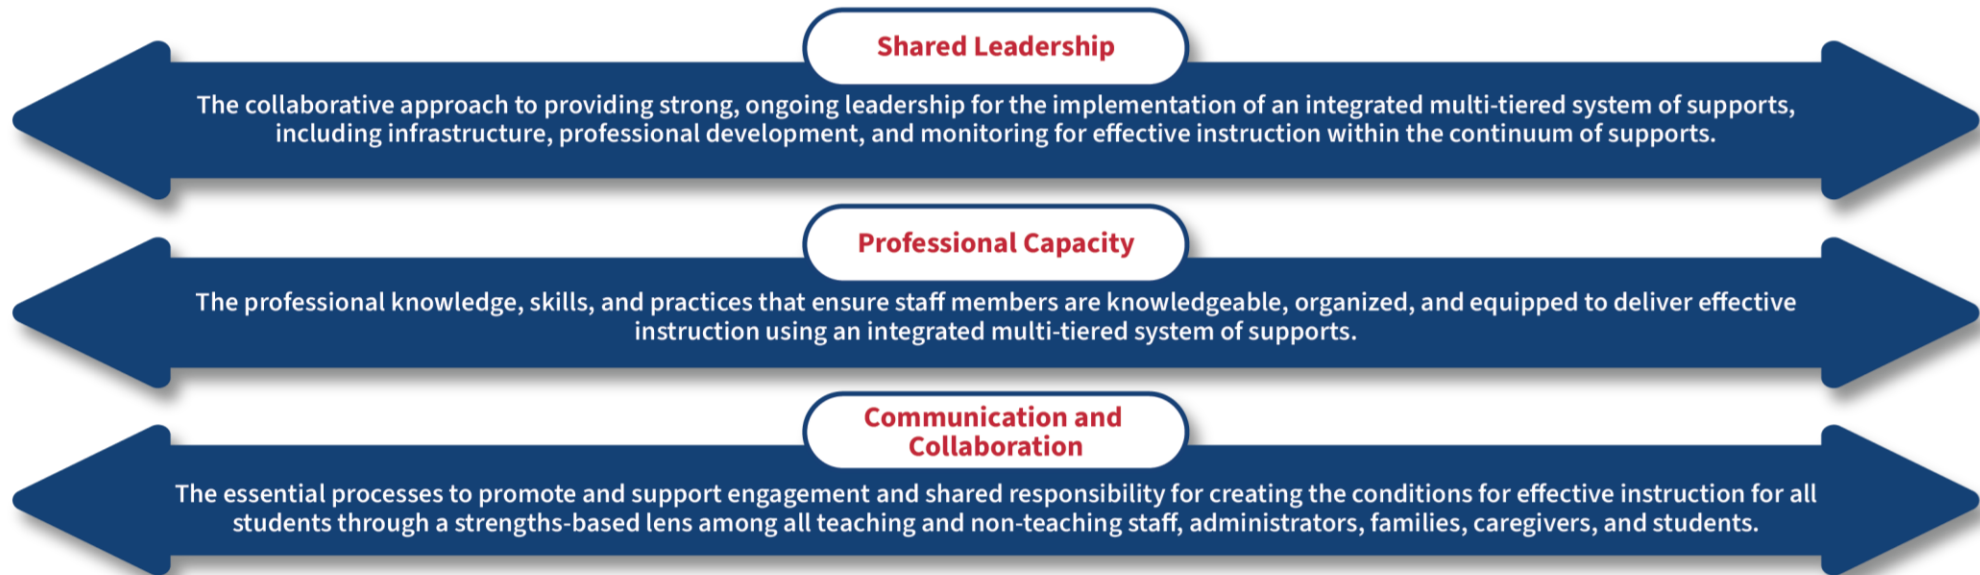 Shared Leadership
The collaborative approach to providing strong, ongoing leadership for the implementation of an integrated multi-tiered system of supports,
including infrastructure, professional development, and monitoring for effective instruction within the continuum of supports.
Professional Capacity
The professional knowledge, skills, and practices that ensure staff members are knowledgeable, organized, and equipped to deliver effective
instruction using an integrated multi-tiered system of supports.
Communication and
Collaboration
The essential processes to promote and support engagement and shared responsibility for creating the conditions for effective instruction for all
students through a strengths-based lens among all teaching and non-teaching staff, administrators, families, caregivers, and students.